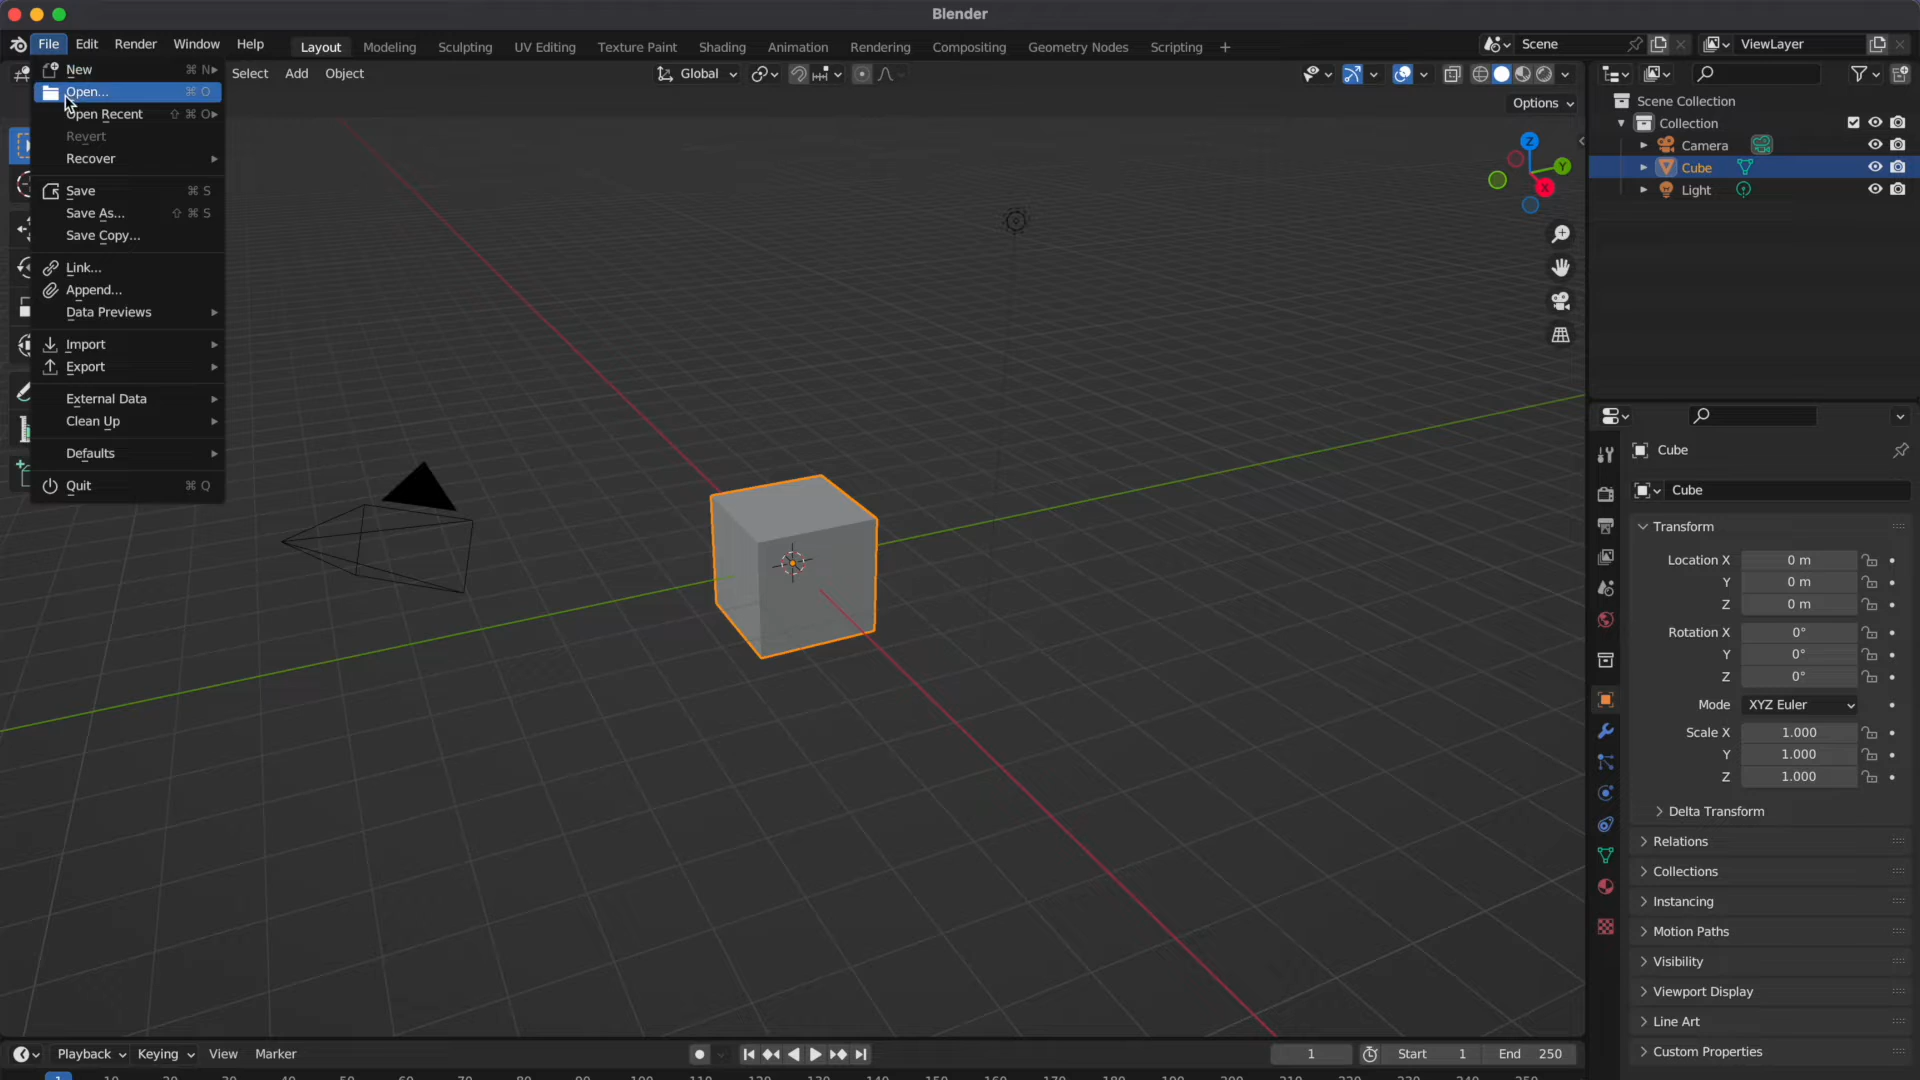 Blender
File Edit Render Window Help Layout Modeling Sculpting UV Editing Texture Paint Shading Animation Rendering Compositing Geometry Nodes Scripting + Scene ViewLayer
Select Add Object Global
Options
New ⌘ N
Open... ⌘ O
Open Recent ⇧ ⌘ O
Revert
Recover
Save ⌘ S
Save As... ⇧ ⌘ S
Save Copy...
Link...
Append...
Data Previews
Import
Export
External Data
Clean Up
Defaults
Quit ⌘ Q
Z
Y
X
Scene Collection
Collection
Camera
Cube
Light
Cube
Cube
Transform
Location X 0 m
Y 0 m
Z 0 m
Rotation X 0°
Y 0°
Z 0°
Mode XYZ Euler
Scale X 1.000
Y 1.000
Z 1.000
Delta Transform
Relations
Collections
Instancing
Motion Paths
Visibility
Viewport Display
Line Art
Custom Properties
Playback Keying View Marker 1 Start 1 End 250